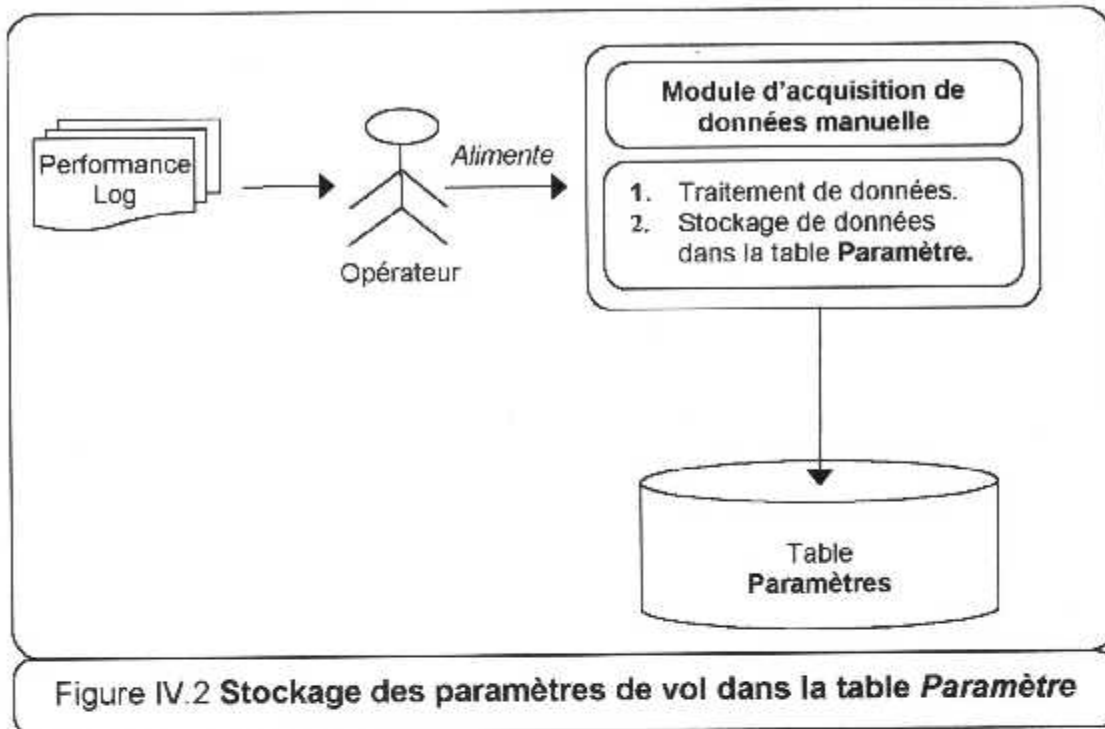 Performance
Log
Opérateur
Alimente
Module d'acquisition de
données manuelle
1. Traitement de données.
2. Stockage de données
dans la table Paramètre.
Table
Paramètres
Figure IV.2 Stockage des paramètres de vol dans la table Paramètre